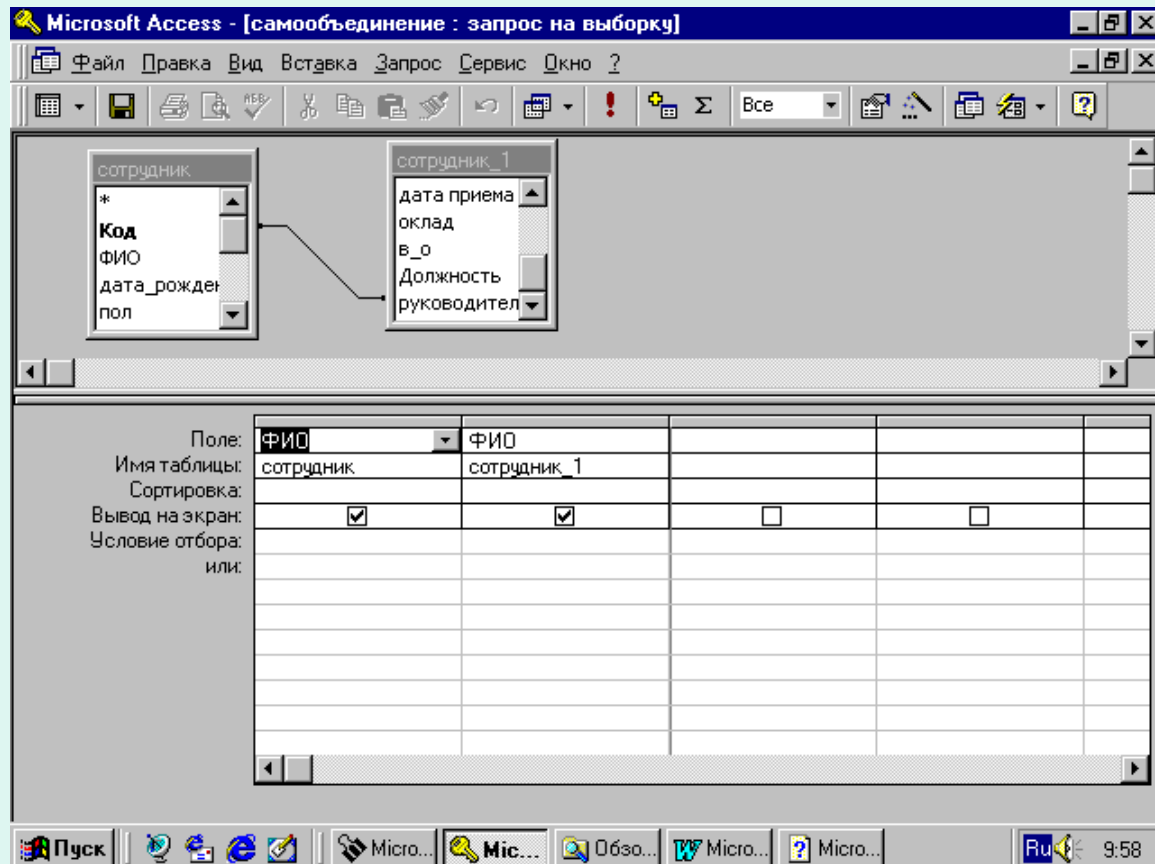 Microsoft Access - [самообъединение : запрос на выборку]
Файл Правка Вид Вставка Запрос Сервис Окно ?
Все
сотрудник
*
Код
ФИО
дата_рожден
пол
сотрудник_1
дата приема
оклад
в_о
Должность
руководител
Поле: ФИО ФИО
Имя таблицы: сотрудник сотрудник_1
Сортировка:
Вывод на экран:
Условие отбора:
или:
Пуск Micro... Mic... Обзо... Micro... Micro... Ru 9:58